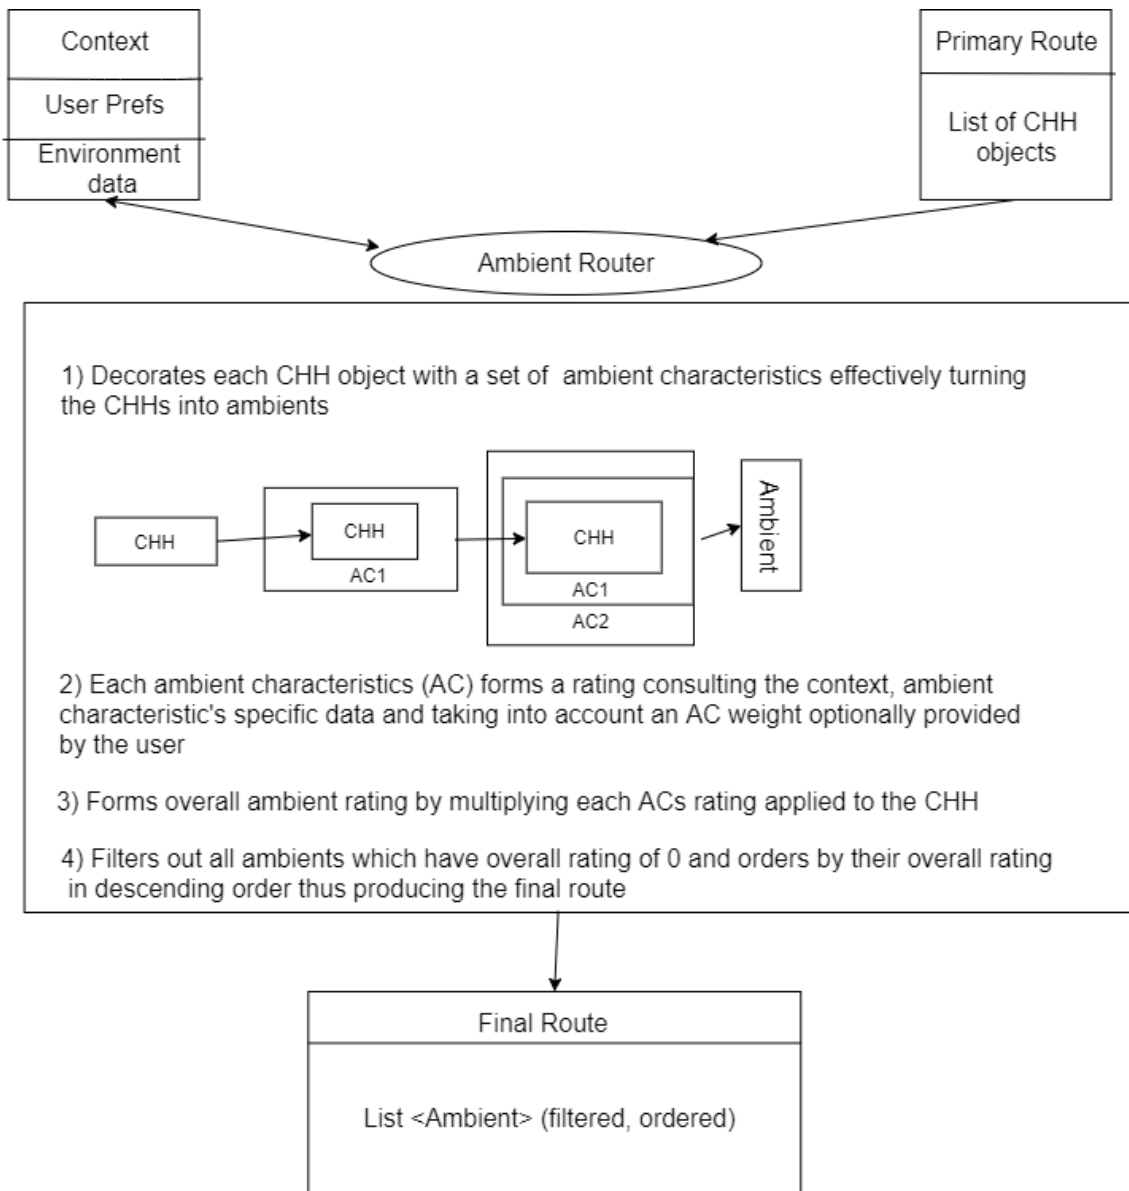 Context
User Prefs
Environment
data
Primary Route
List of CHH
objects
Ambient Router
1) Decorates each CHH object with a set of ambient characteristics effectively turning
the CHHs into ambients
CHH
CHH
AC1
CHH
AC1
AC2
Ambient
2) Each ambient characteristics (AC) forms a rating consulting the context, ambient
characteristic's specific data and taking into account an AC weight optionally provided
by the user
3) Forms overall ambient rating by multiplying each ACs rating applied to the CHH
4) Filters out all ambients which have overall rating of 0 and orders by their overall rating
in descending order thus producing the final route
Final Route
List <Ambient> (filtered, ordered)